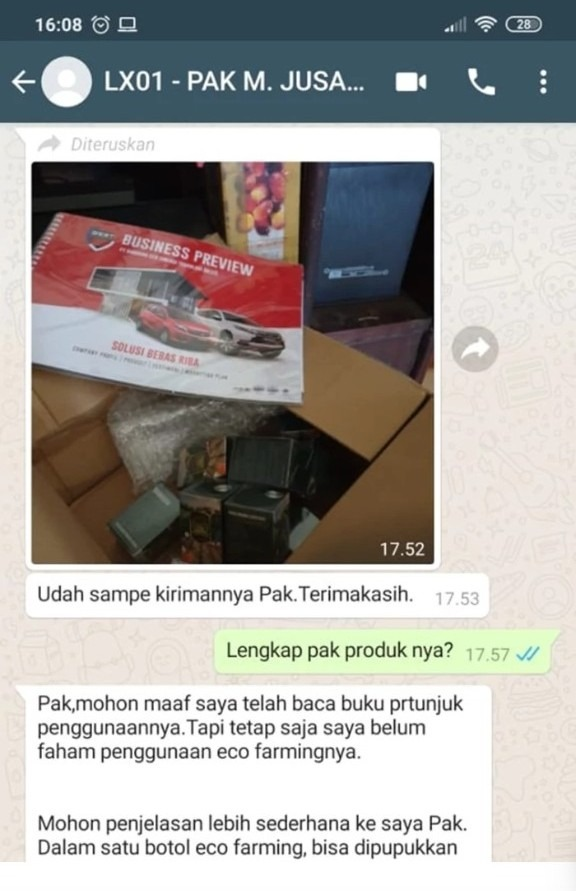 16:08
28
LX01 - PAK M. JUSA...
Diteruskan
BUSINESS PREVIEW
SOLUSI BEBAS RIBA
17.52
Udah sampe kirimannya Pak.Terimakasih.
17.53
Lengkap pak produk nya?
17.57
Pak,mohon maaf saya telah baca buku prtunjuk
penggunaannya.Tapi tetap saja saya belum
faham penggunaan eco farmingnya.
Mohon penjelasan lebih sederhana ke saya Pak.
Dalam satu botol eco farming, bisa dipupukkan